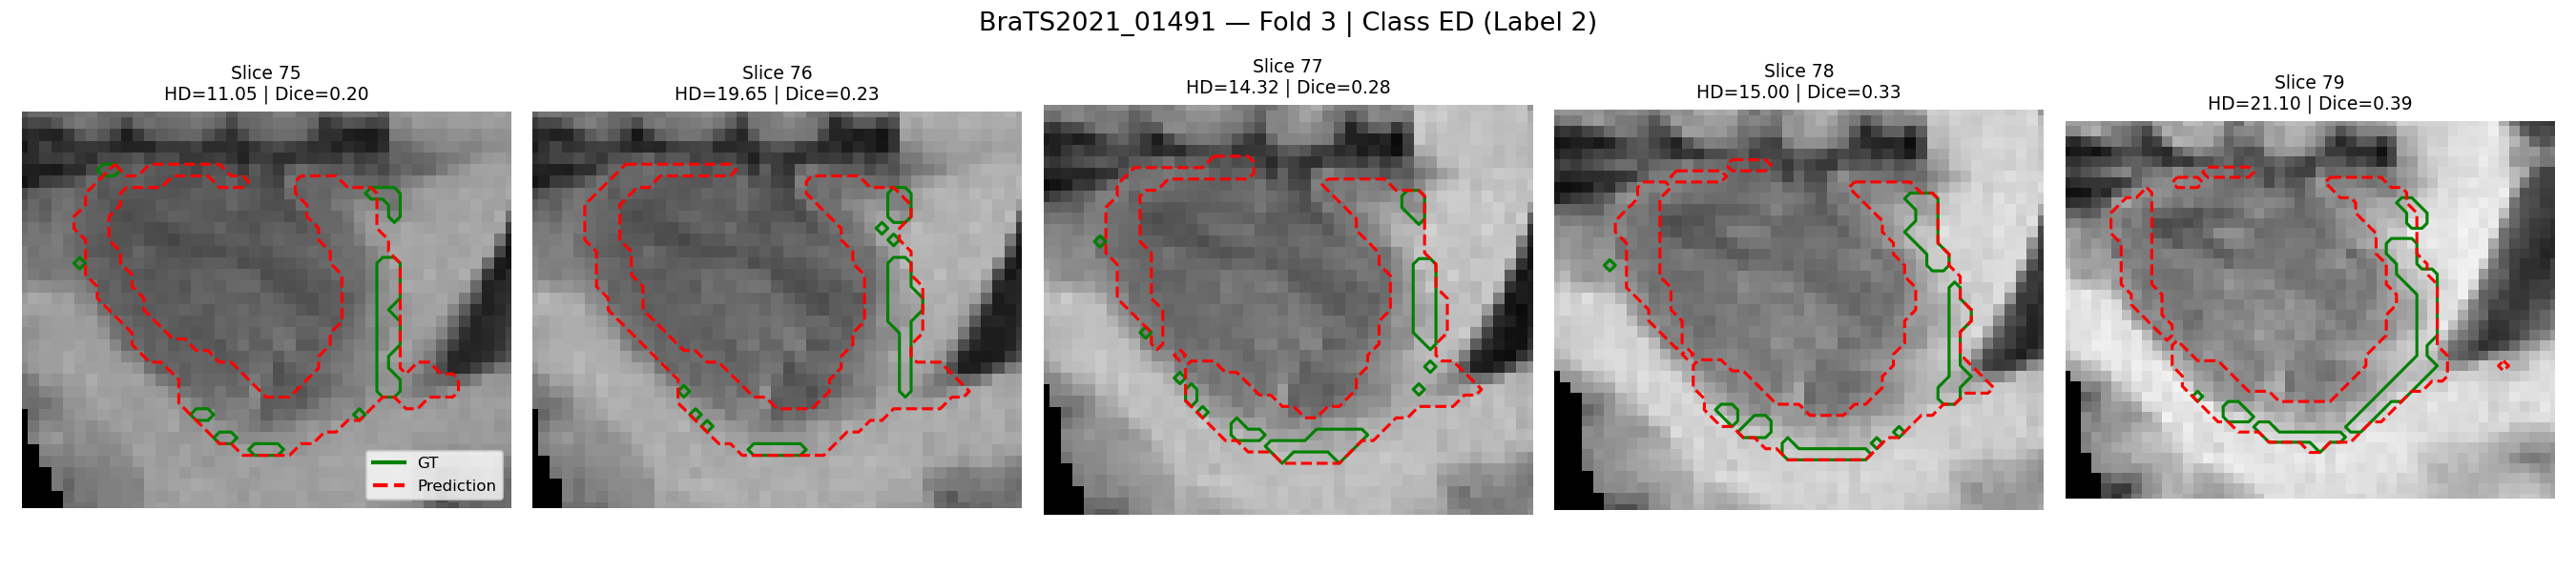 BraTS2021_01491 — Fold 3 | Class ED (Label 2)
Slice 75
HD=11.05 | Dice=0.20
Slice 76
HD=19.65 | Dice=0.23
Slice 77
HD=14.32 | Dice=0.28
Slice 78
HD=15.00 | Dice=0.33
Slice 79
HD=21.10 | Dice=0.39
GT
Prediction